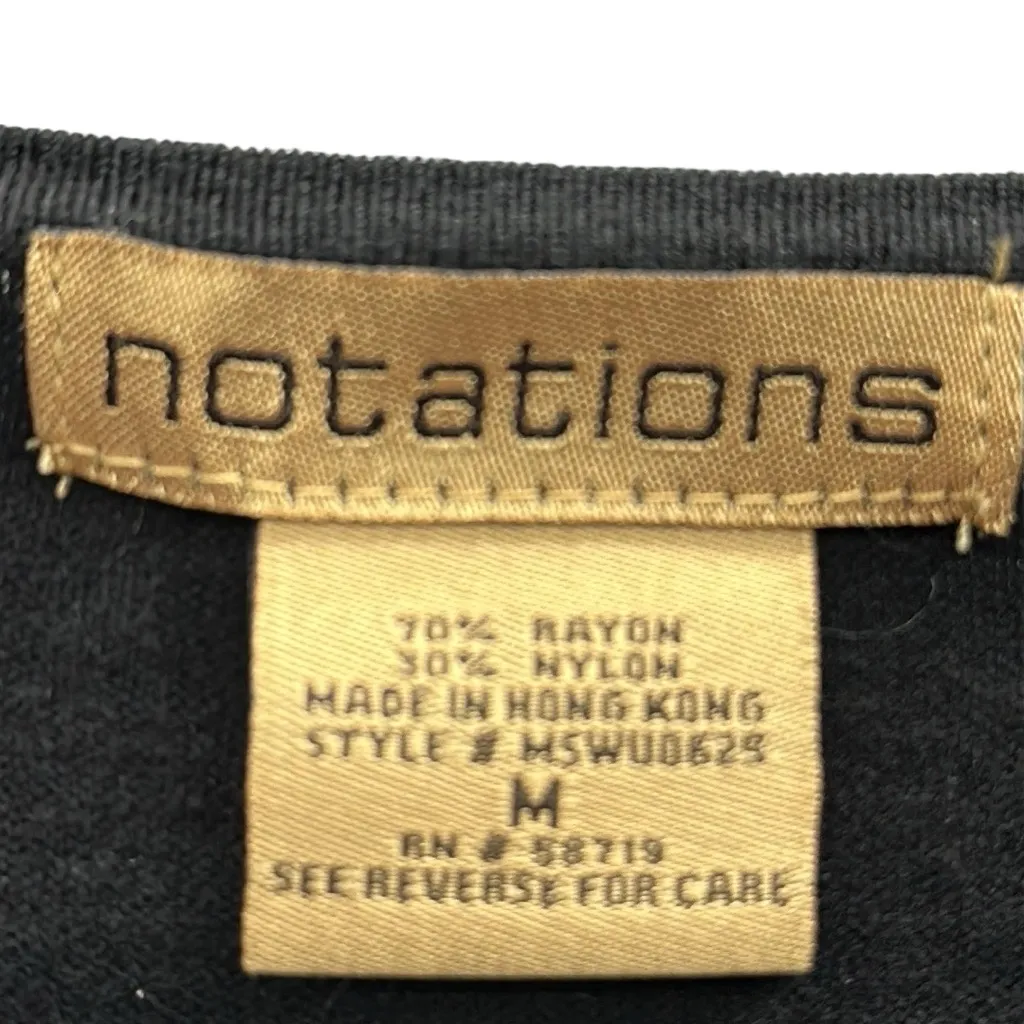 notations
70% RAYON
30% NYLON
MADE IN HONG KONG
STYLE # MSWU0625
M
RN # 58719
SEE REVERSE FOR CARE